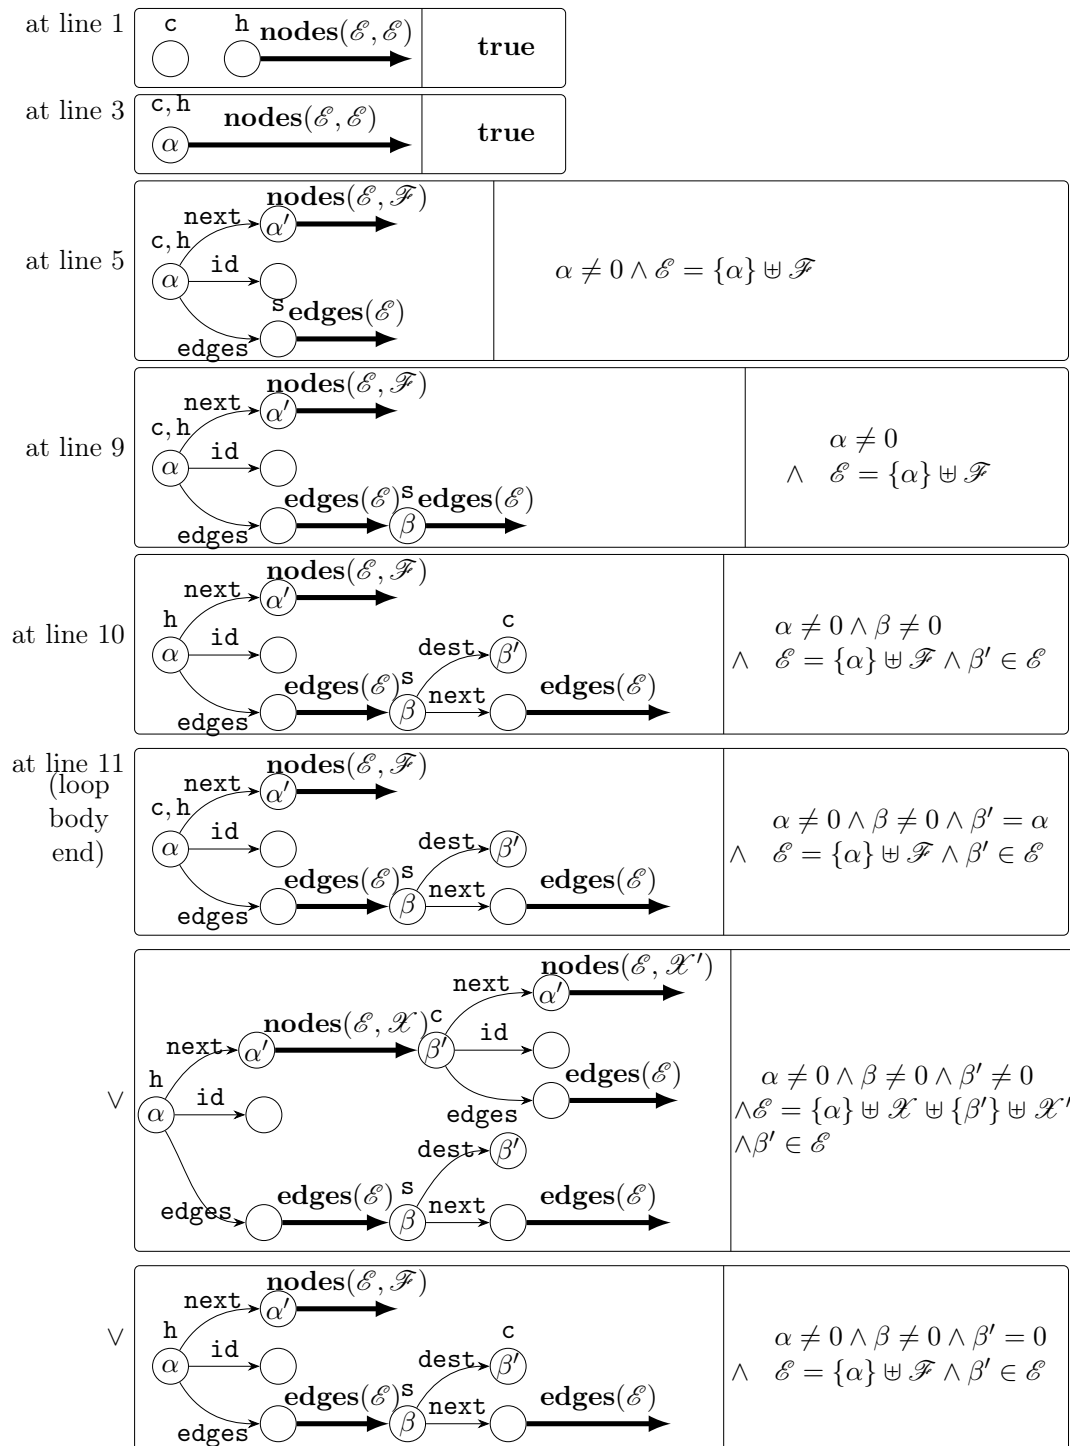 at line 1
c h nodes(ℰ, ℰ) true
at line 3
c, h nodes(ℰ, ℰ) true
α
at line 5
nodes(ℰ, ℱ)
next α′
c, h
α id α ≠ 0 ∧ ℰ = {α} ⊎ ℱ
s edges(ℰ)
edges
at line 9
nodes(ℰ, ℱ)
next α′
c, h α ≠ 0
α id ∧ ℰ = {α} ⊎ ℱ
edges(ℰ) s edges(ℰ)
edges β
at line 10
nodes(ℰ, ℱ)
next α′
h c α ≠ 0 ∧ β ≠ 0
α id dest β′ ∧ ℰ = {α} ⊎ ℱ ∧ β′ ∈ ℰ
edges(ℰ) s next edges(ℰ)
edges β
at line 11
(loop
body
end)
nodes(ℰ, ℱ)
next α′
c, h α ≠ 0 ∧ β ≠ 0 ∧ β′ = α
α id dest β′ ∧ ℰ = {α} ⊎ ℱ ∧ β′ ∈ ℰ
edges(ℰ) s next edges(ℰ)
edges β
nodes(ℰ, 𝒳′)
next α′
nodes(ℰ, 𝒳) c
next α′ β′ id
h edges(ℰ) α ≠ 0 ∧ β ≠ 0 ∧ β′ ≠ 0
∨ α id edges ∧ℰ = {α} ⊎ 𝒳 ⊎ {β′} ⊎ 𝒳′
dest β′ ∧β′ ∈ ℰ
edges(ℰ) s next edges(ℰ)
edges β
nodes(ℰ, ℱ)
next α′
∨ h c α ≠ 0 ∧ β ≠ 0 ∧ β′ = 0
α id dest β′ ∧ ℰ = {α} ⊎ ℱ ∧ β′ ∈ ℰ
edges(ℰ) s next edges(ℰ)
edges β